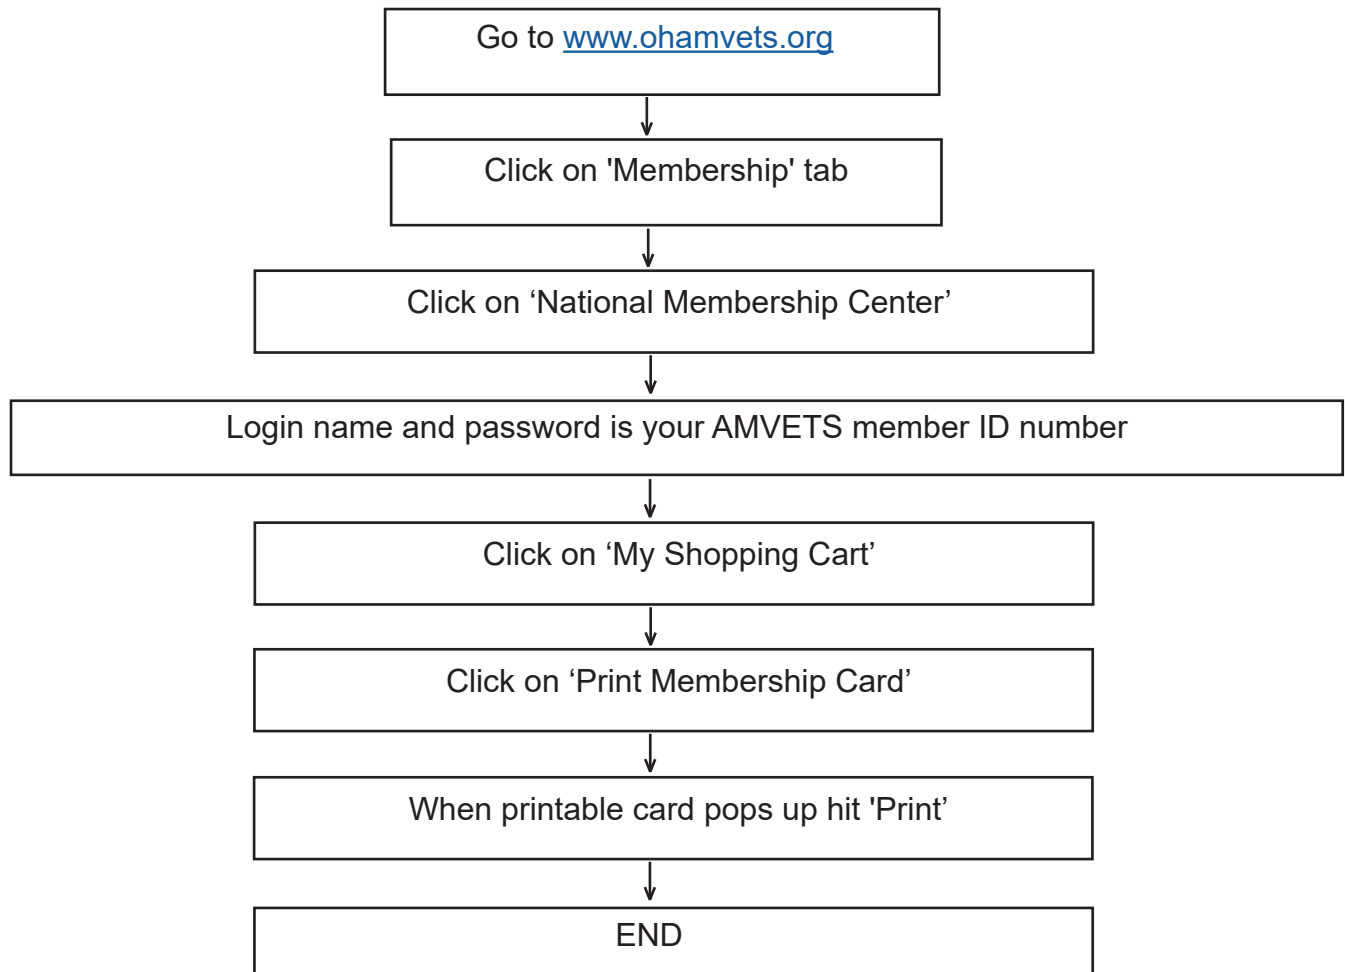 Go to www.ohamvets.org
Click on 'Membership' tab
Click on ‘National Membership Center’
Login name and password is your AMVETS member ID number
Click on ‘My Shopping Cart’
Click on ‘Print Membership Card’
When printable card pops up hit 'Print’
END